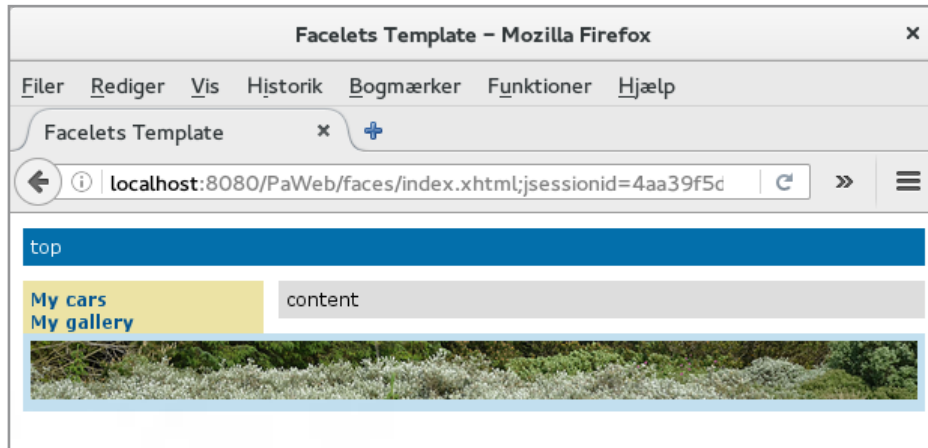 Facelets Template – Mozilla Firefox
Filer Rediger Vis Historik Bogmærker Funktioner Hjælp
Facelets Template
localhost:8080/PaWeb/faces/index.xhtml;jsessionid=4aa39f5d
top
My cars
content
My gallery